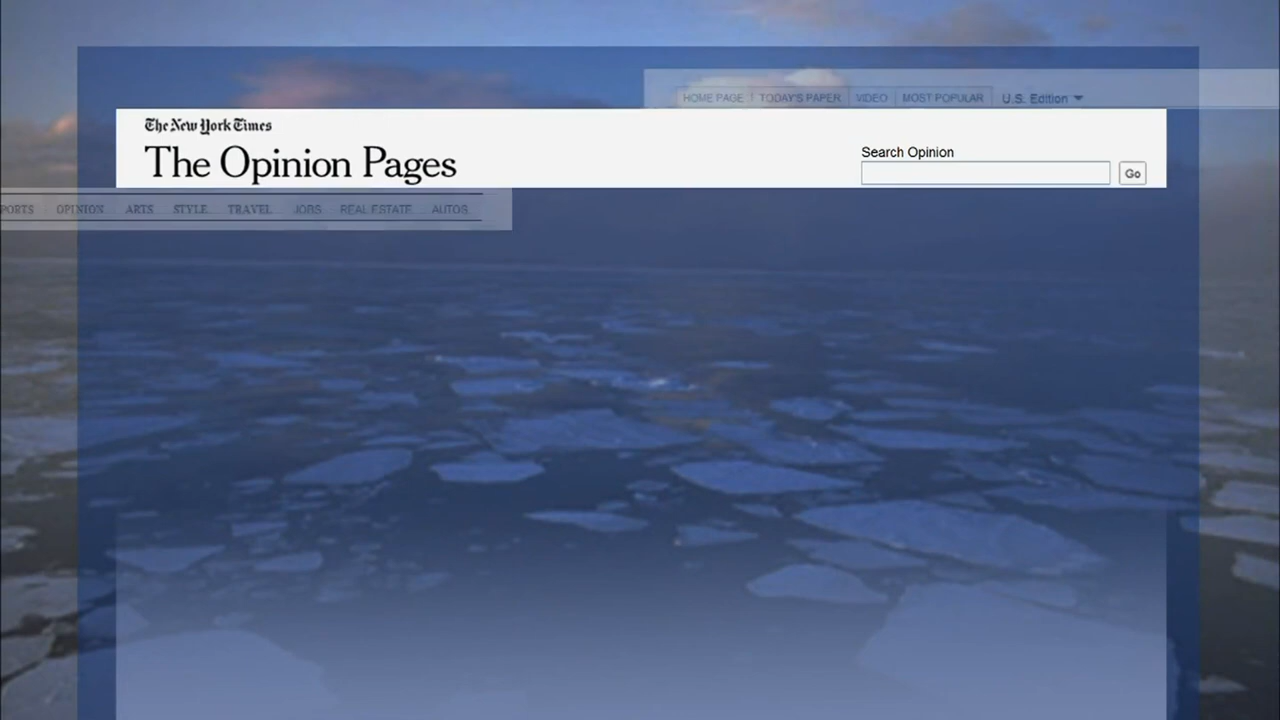 HOME PAGE TODAY'S PAPER VIDEO MOST POPULAR U.S. Edition
The New York Times
The Opinion Pages
Search Opinion
Go
PORTS OPINION ARTS STYLE TRAVEL JOBS REAL ESTATE AUTOS